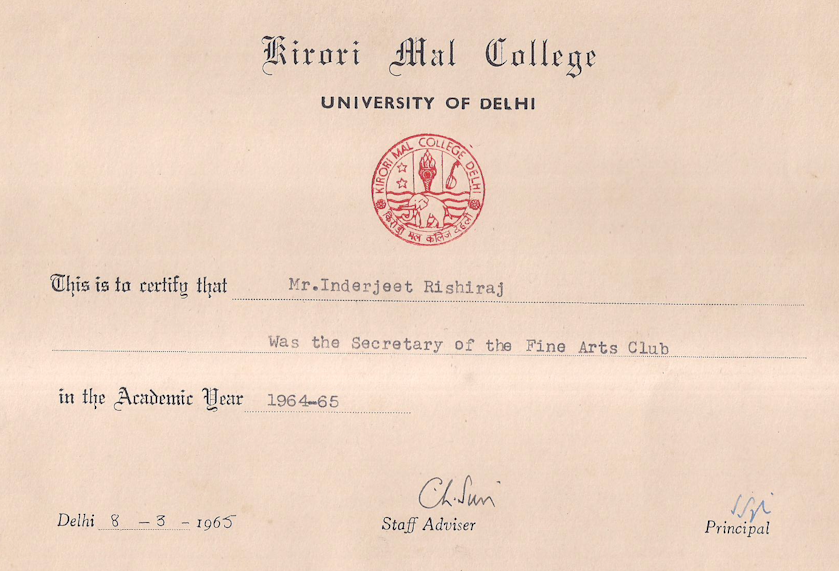 Kirori Mal College
UNIVERSITY OF DELHI
KIRORI MAL COLLEGE DELHI
किरोड़ी मल कॉलिज देहली
This is to certify that Mr.Inderjeet Rishiraj
Was the Secretary of the Fine Arts Club
in the Academic Year 1964-65
Delhi 8 - 3 - 1965
Staff Adviser
Principal